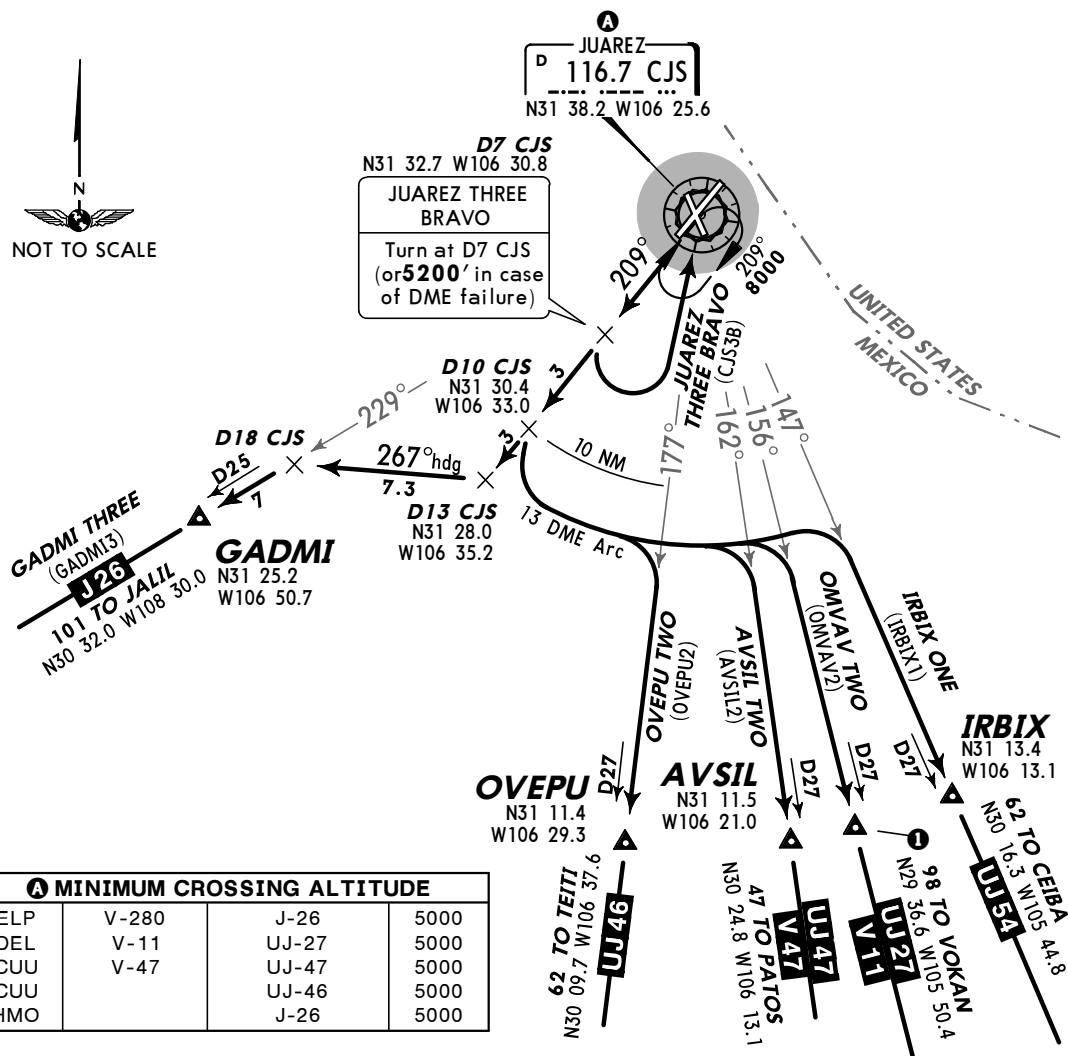 A
JUAREZ
D 116.7 CJS
N31 38.2 W106 25.6
N
NOT TO SCALE
D7 CJS
N31 32.7 W106 30.8
JUAREZ THREE
BRAVO
Turn at D7 CJS
(or 5200' in case
of DME failure)
209°
209°
8000
JUAREZ
THREE BRAVO
(CJS3B)
UNITED STATES
MEXICO
D10 CJS
N31 30.4
W106 33.0
3
3
229°
D18 CJS
D25
7
267° hdg
7.3
D13 CJS
N31 28.0
W106 35.2
10 NM
13 DME Arc
177°
162°
156°
147°
GADMI THREE
(GADMI3)
J26
101 TO JALIL
N30 32.0 W108 30.0
GADMI
N31 25.2
W106 50.7
OVEPU TWO
(OVEPU2)
AVSIL TWO
(AVSIL2)
OMVAV TWO
(OMVAV2)
IRBIX ONE
(IRBIX1)
D27
D27
D27
D27
OVEPU
N31 11.4
W106 29.3
AVSIL
N31 11.5
W106 21.0
IRBIX
N31 13.4
W106 13.1
1
62 TO TEITI
N30 09.7 W106 37.6
UJ46
47 TO PATOS
N30 24.8 W106 13.1
V 47
UJ47
98 TO VOKAN
N29 36.6 W105 50.4
V 11
UJ27
62 TO CEIBA
N30 16.3 W105 44.8
UJ54
A MINIMUM CROSSING ALTITUDE
ELP V-280 J-26 5000
DEL V-11 UJ-27 5000
CUU V-47 UJ-47 5000
CUU UJ-46 5000
HMO J-26 5000